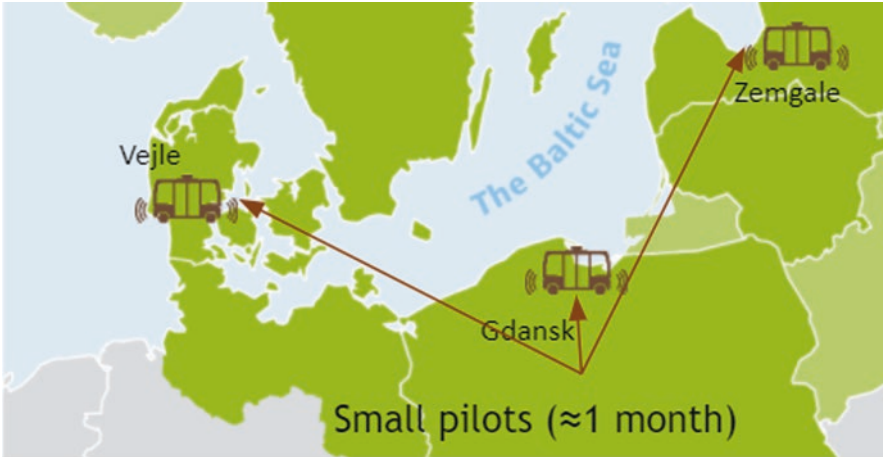 Zemgale
The Baltic Sea
Vejle
Gdansk
Small pilots (≈1 month)